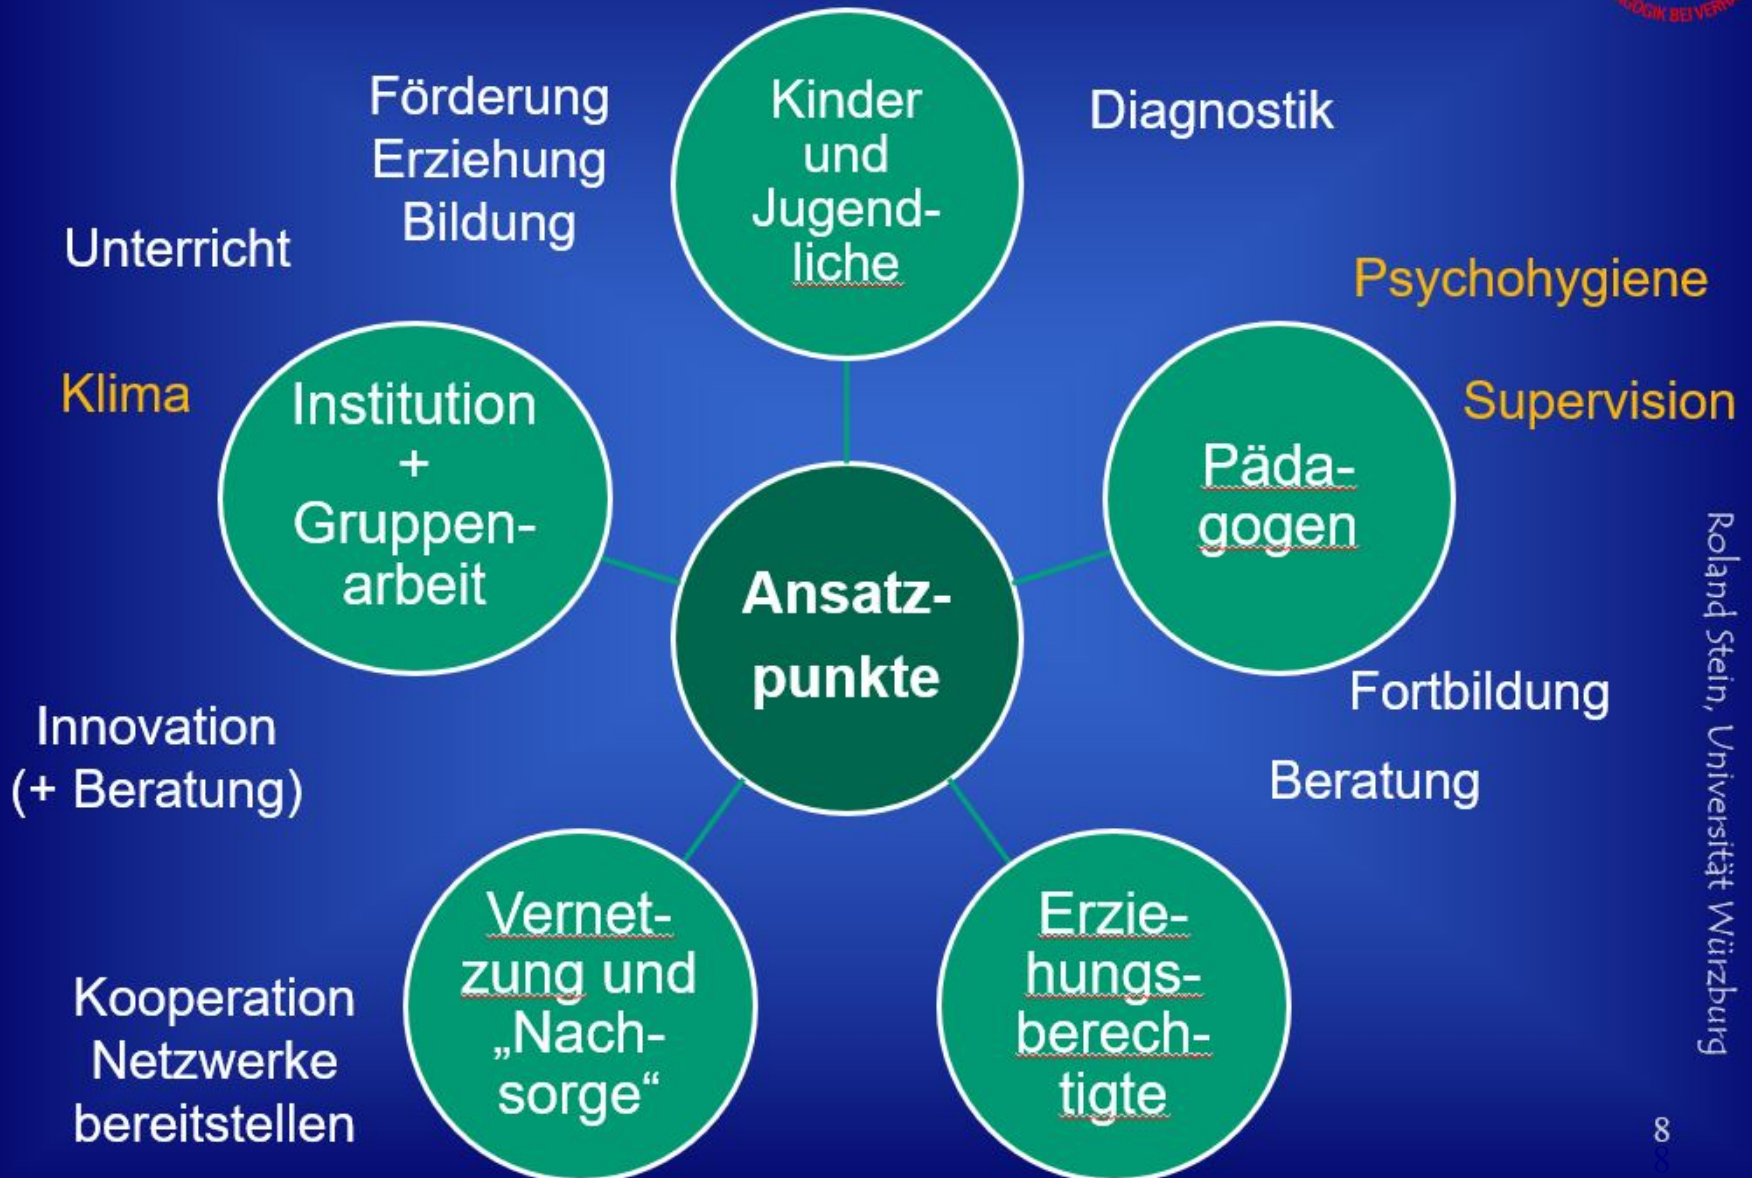 Förderung
Erziehung
Bildung
Kinder
und
Jugend-
liche
Diagnostik
Unterricht
Klima
Institution
+
Gruppen-
arbeit
Psychohygiene
Supervision
Päda-
gogen
Ansatz-
punkte
Fortbildung
Beratung
Innovation
(+ Beratung)
Vernet-
zung und
„Nach-
sorge“
Erzie-
hungs-
berech-
tigte
Kooperation
Netzwerke
bereitstellen
Roland Stein, Universität Würzburg
8
8